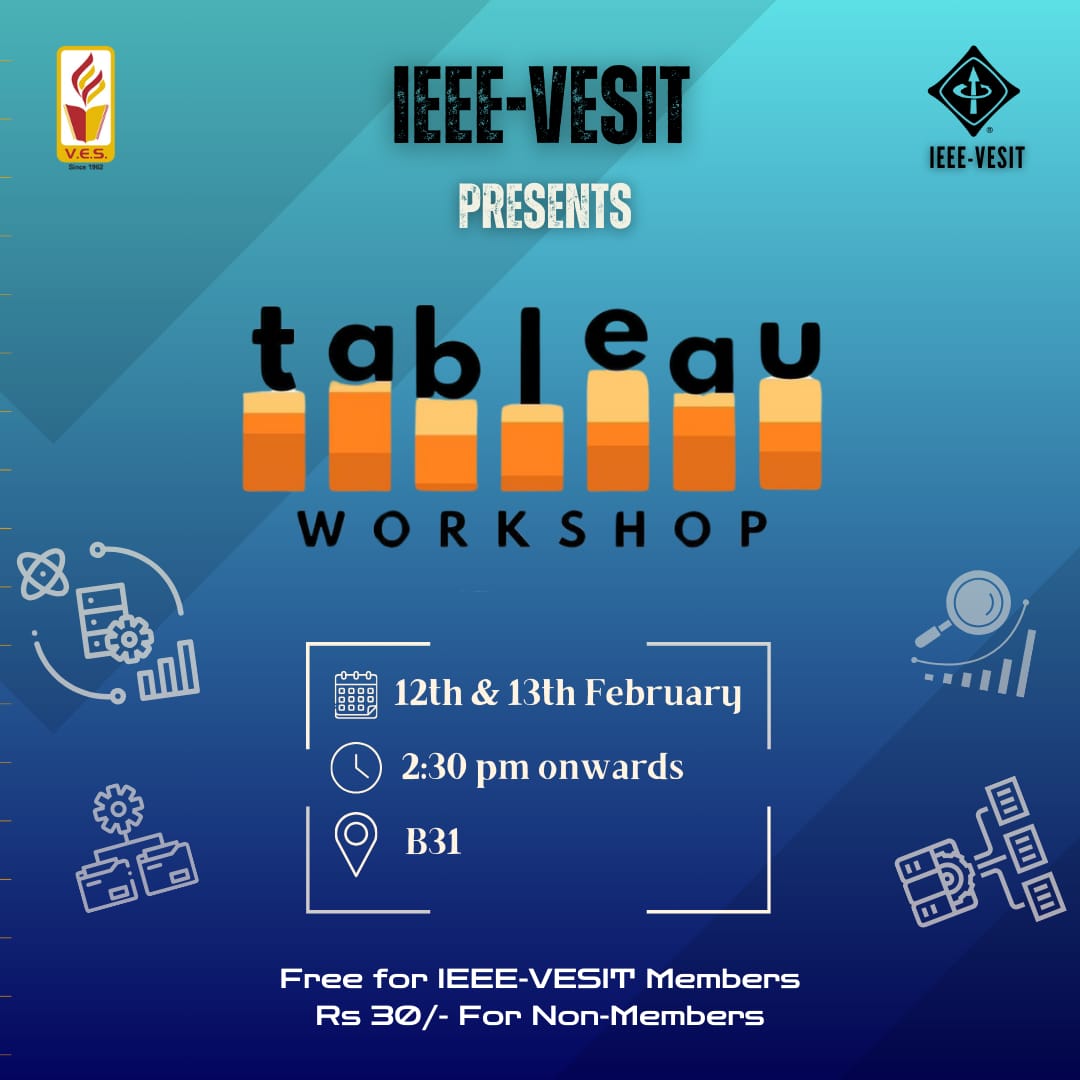 V.E.S.
Since 1962
IEEE-VESIT
PRESENTS
®
IEEE-VESIT
tableau
WORKSHOP
12th & 13th February
2:30 pm onwards
B31
Free for IEEE-VESIT Members
Rs 30/- For Non-Members